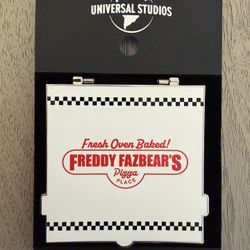 UNIVERSAL STUDIOS
Fresh Oven Baked!
FREDDY FAZBEAR'S
Pizza
PLACE